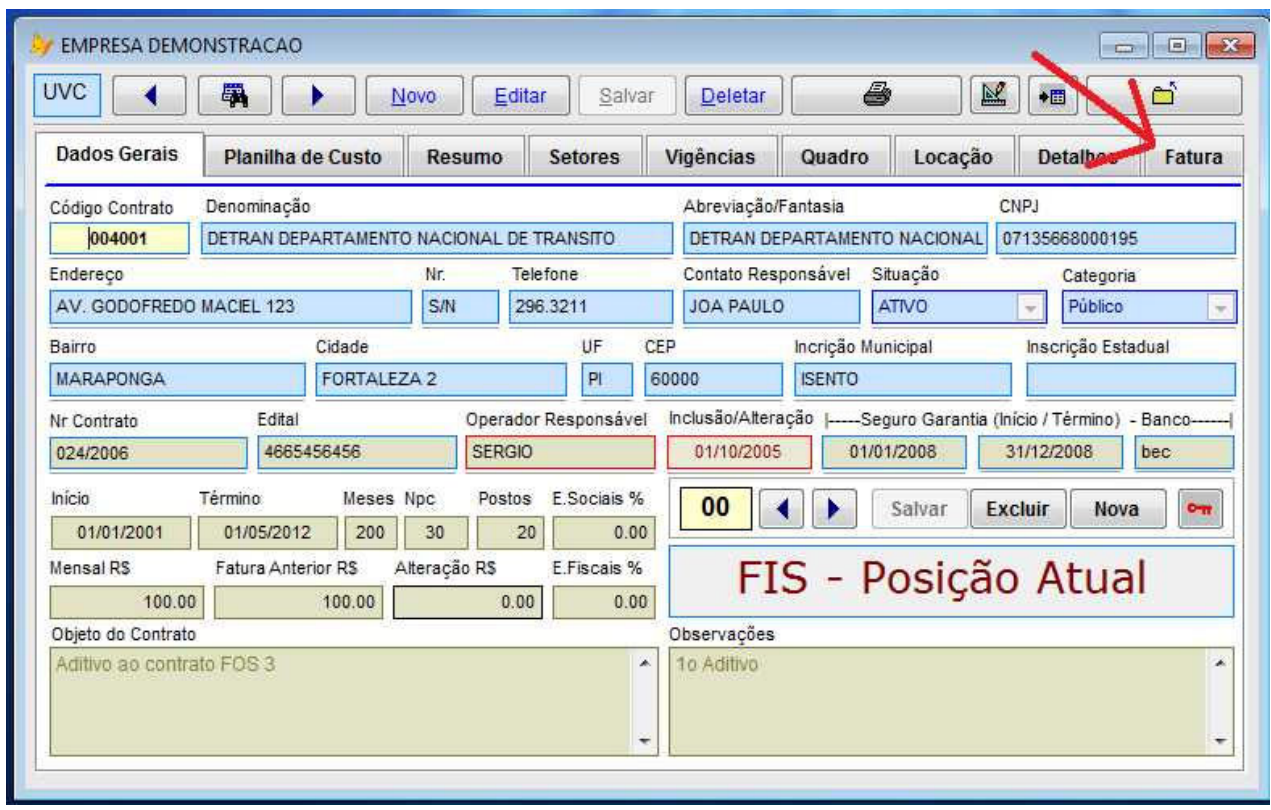 EMPRESA DEMONSTRACAO
UVC Novo Editar Salvar Deletar
Dados Gerais Planilha de Custo Resumo Setores Vigências Quadro Locação Detalhes Fatura
Código Contrato Denominação Abreviação/Fantasia CNPJ
004001 DETRAN DEPARTAMENTO NACIONAL DE TRANSITO DETRAN DEPARTAMENTO NACIONAL 07135668000195
Endereço Nr. Telefone Contato Responsável Situação Categoria
AV. GODOFREDO MACIEL 123 S/N 296.3211 JOA PAULO ATIVO Público
Bairro Cidade UF CEP Incrição Municipal Inscrição Estadual
MARAPONGA FORTALEZA 2 PI 60000 ISENTO
Nr Contrato Edital Operador Responsável Inclusão/Alteração |-----Seguro Garantia (Início / Término) - Banco------|
024/2006 4665456456 SERGIO 01/10/2005 01/01/2008 31/12/2008 bec
Início Término Meses Npc Postos E.Sociais %
01/01/2001 01/05/2012 200 30 20 0.00
00 Salvar Excluir Nova
Mensal R$ Fatura Anterior R$ Alteração R$ E.Fiscais %
100.00 100.00 0.00 0.00
FIS - Posição Atual
Objeto do Contrato Observações
Aditivo ao contrato FOS 3 1o Aditivo